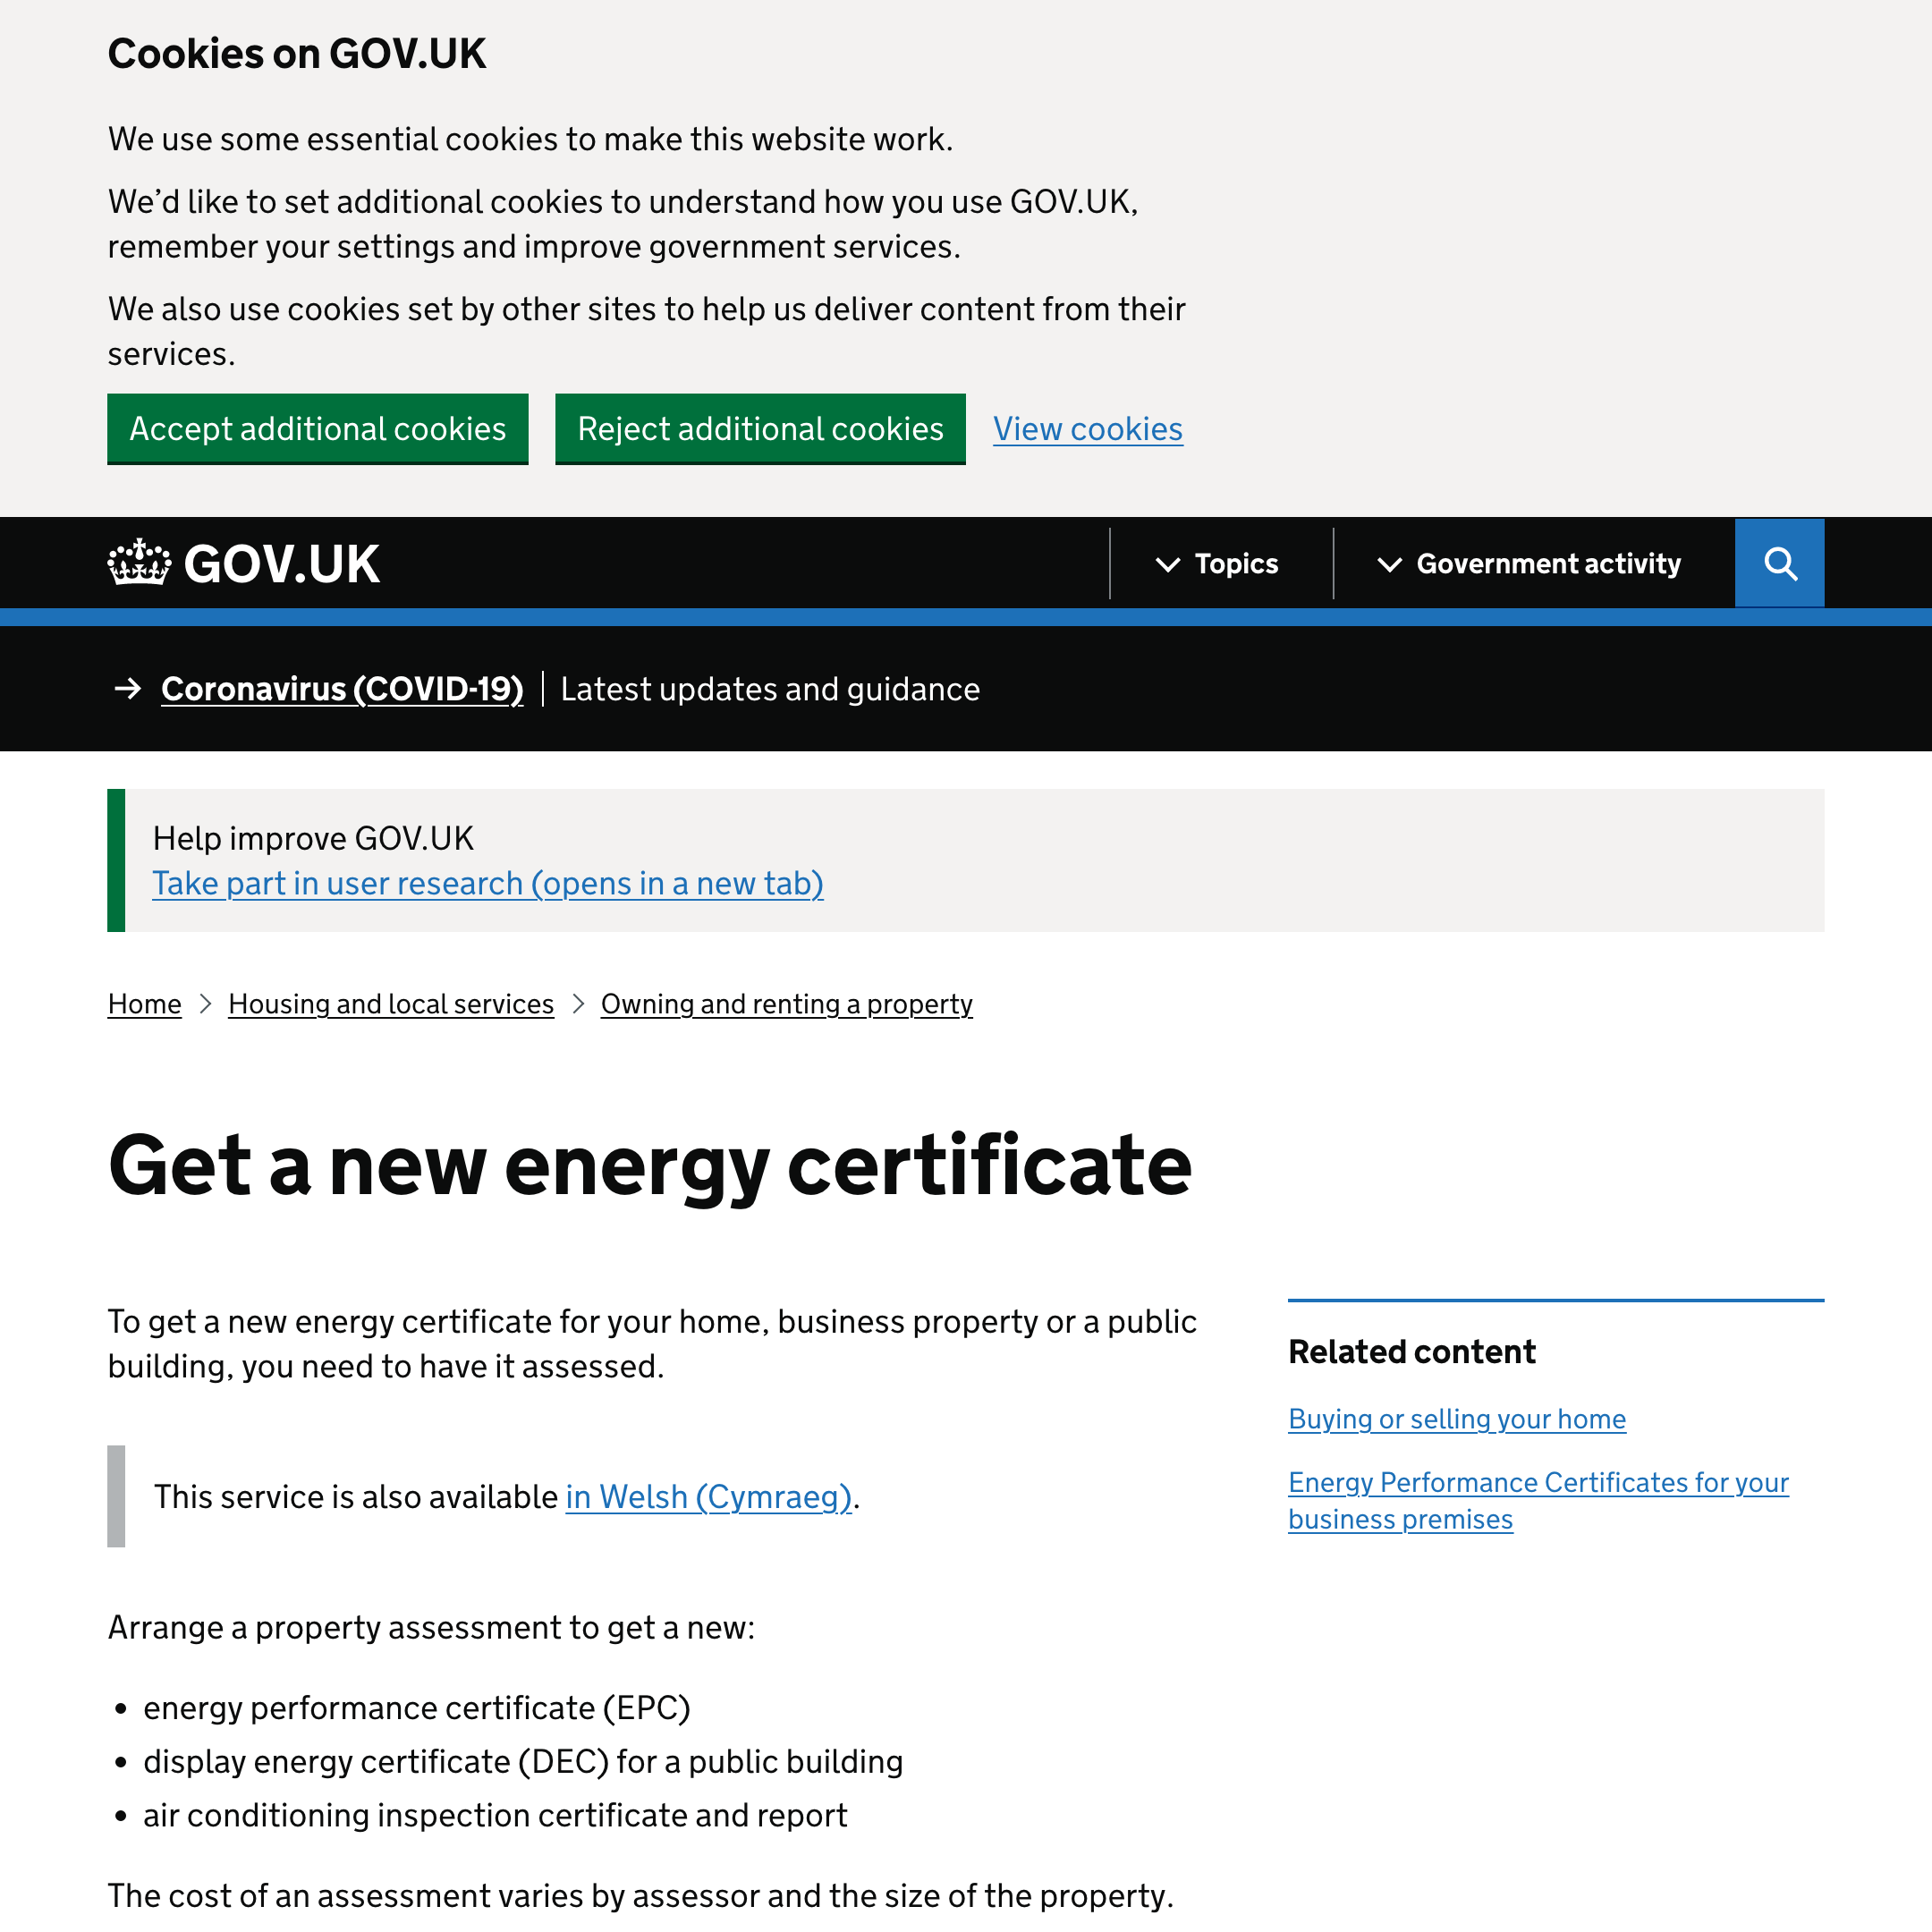 Cookies on GOV.UK
We use some essential cookies to make this website work.
We’d like to set additional cookies to understand how you use GOV.UK,
remember your settings and improve government services.
We also use cookies set by other sites to help us deliver content from their
services.
Accept additional cookies
Reject additional cookies
View cookies
GOV.UK
Topics
Government activity
Coronavirus (COVID-19)
Latest updates and guidance
Help improve GOV.UK
Take part in user research (opens in a new tab)
Home
Housing and local services
Owning and renting a property
Get a new energy certificate
To get a new energy certificate for your home, business property or a public
building, you need to have it assessed.
This service is also available in Welsh (Cymraeg).
Arrange a property assessment to get a new:
energy performance certificate (EPC)
display energy certificate (DEC) for a public building
air conditioning inspection certificate and report
The cost of an assessment varies by assessor and the size of the property.
Related content
Buying or selling your home
Energy Performance Certificates for your
business premises